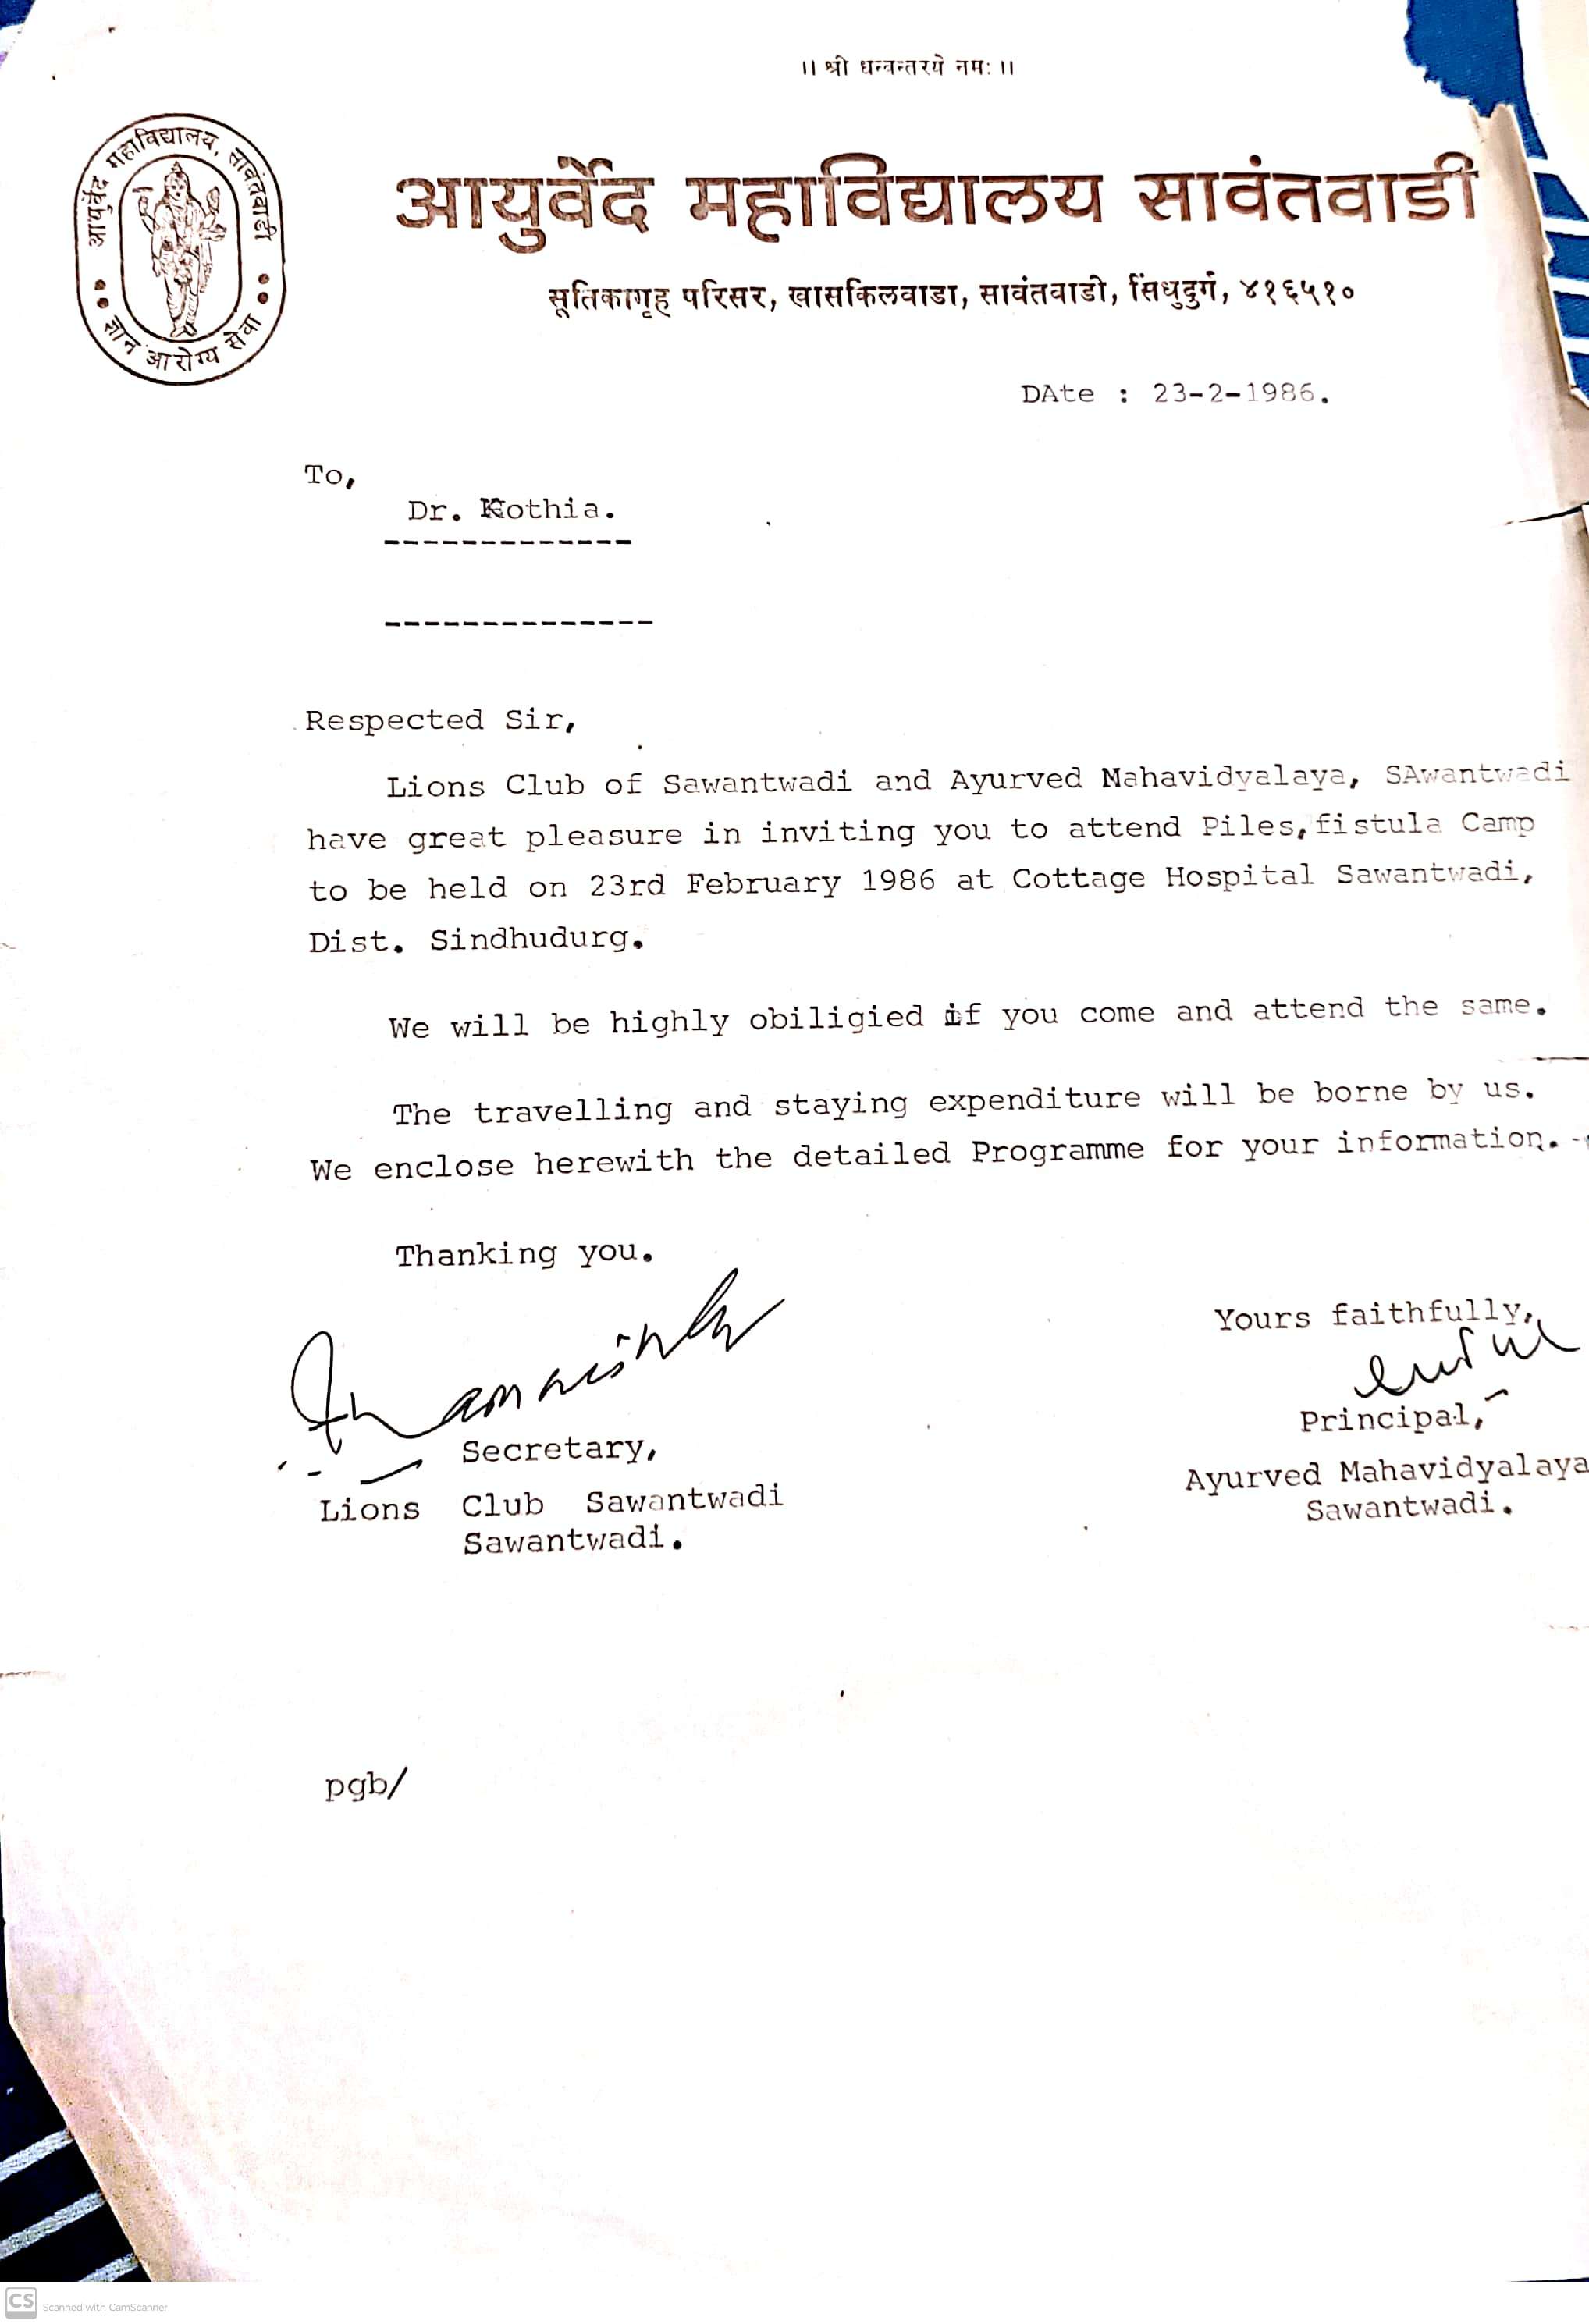 ॥ श्री धन्वन्तरये नमः ॥
आयुर्वेद महाविद्यालय, सावंतवाडी
ज्ञान आरोग्य सेवा
आयुर्वेद महाविद्यालय सावंतवाडी
सूतिकागृह परिसर, खासकिलवाडा, सावंतवाडी, सिंधुदुर्ग, ४१६५१०
DAte : 23-2-1986.
To,
Dr. Kothia.
-------------
--------------
Respected Sir,
Lions Club of Sawantwadi and Ayurved Mahavidyalaya, SAwantwadi
have great pleasure in inviting you to attend Piles,fistula Camp
to be held on 23rd February 1986 at Cottage Hospital Sawantwadi,
Dist. Sindhudurg.
We will be highly obiligied if you come and attend the same.
The travelling and staying expenditure will be borne by us.
We enclose herewith the detailed Programme for your information.
Thanking you.
Yours faithfully,
Secretary,
Lions Club Sawantwadi
Sawantwadi.
Principal,
Ayurved Mahavidyalaya
Sawantwadi.
pgb/
CS Scanned with CamScanner